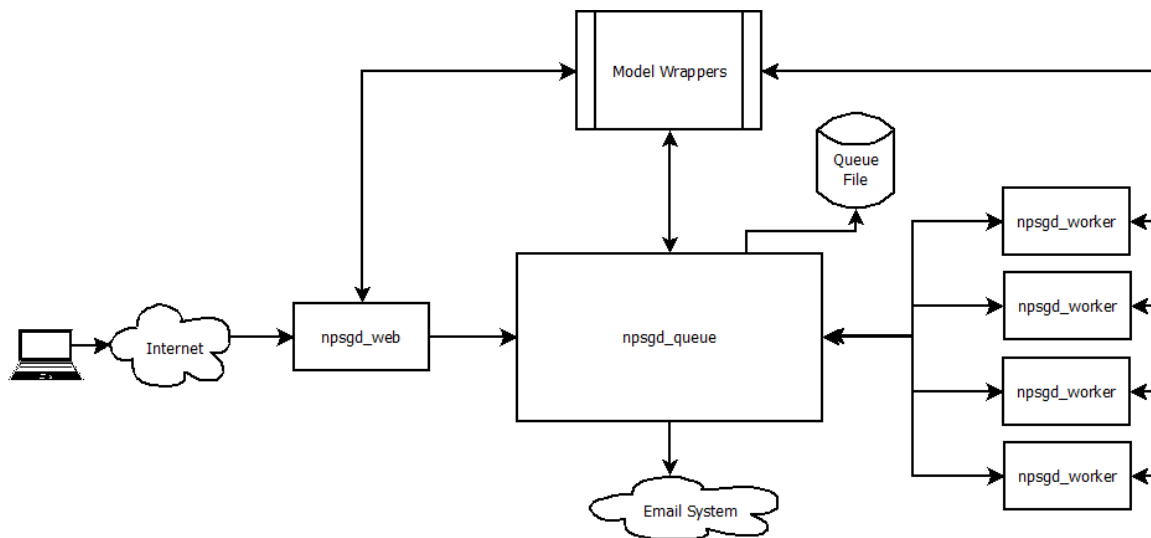 Model Wrappers
Queue
File
npsgd_worker
npsgd_worker
Internet
npsgd_web
npsgd_queue
npsgd_worker
npsgd_worker
Email System